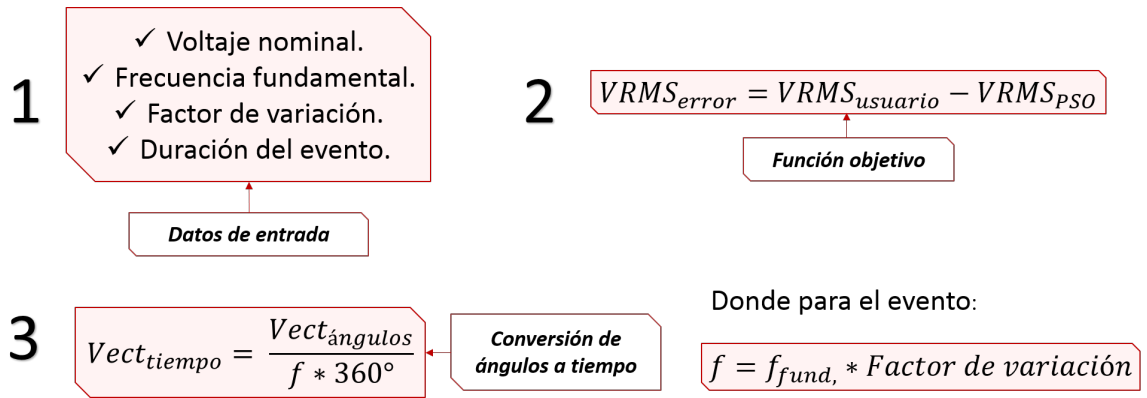 1
✓ Voltaje nominal.
✓ Frecuencia fundamental.
✓ Factor de variación.
✓ Duración del evento.
Datos de entrada
2
VRMS_error = VRMS_usuario − VRMS_PSO
Función objetivo
3
Vect_tiempo = Vect_ángulos / f * 360°
Conversión de
ángulos a tiempo
Donde para el evento:
f = f_fund, * Factor de variación